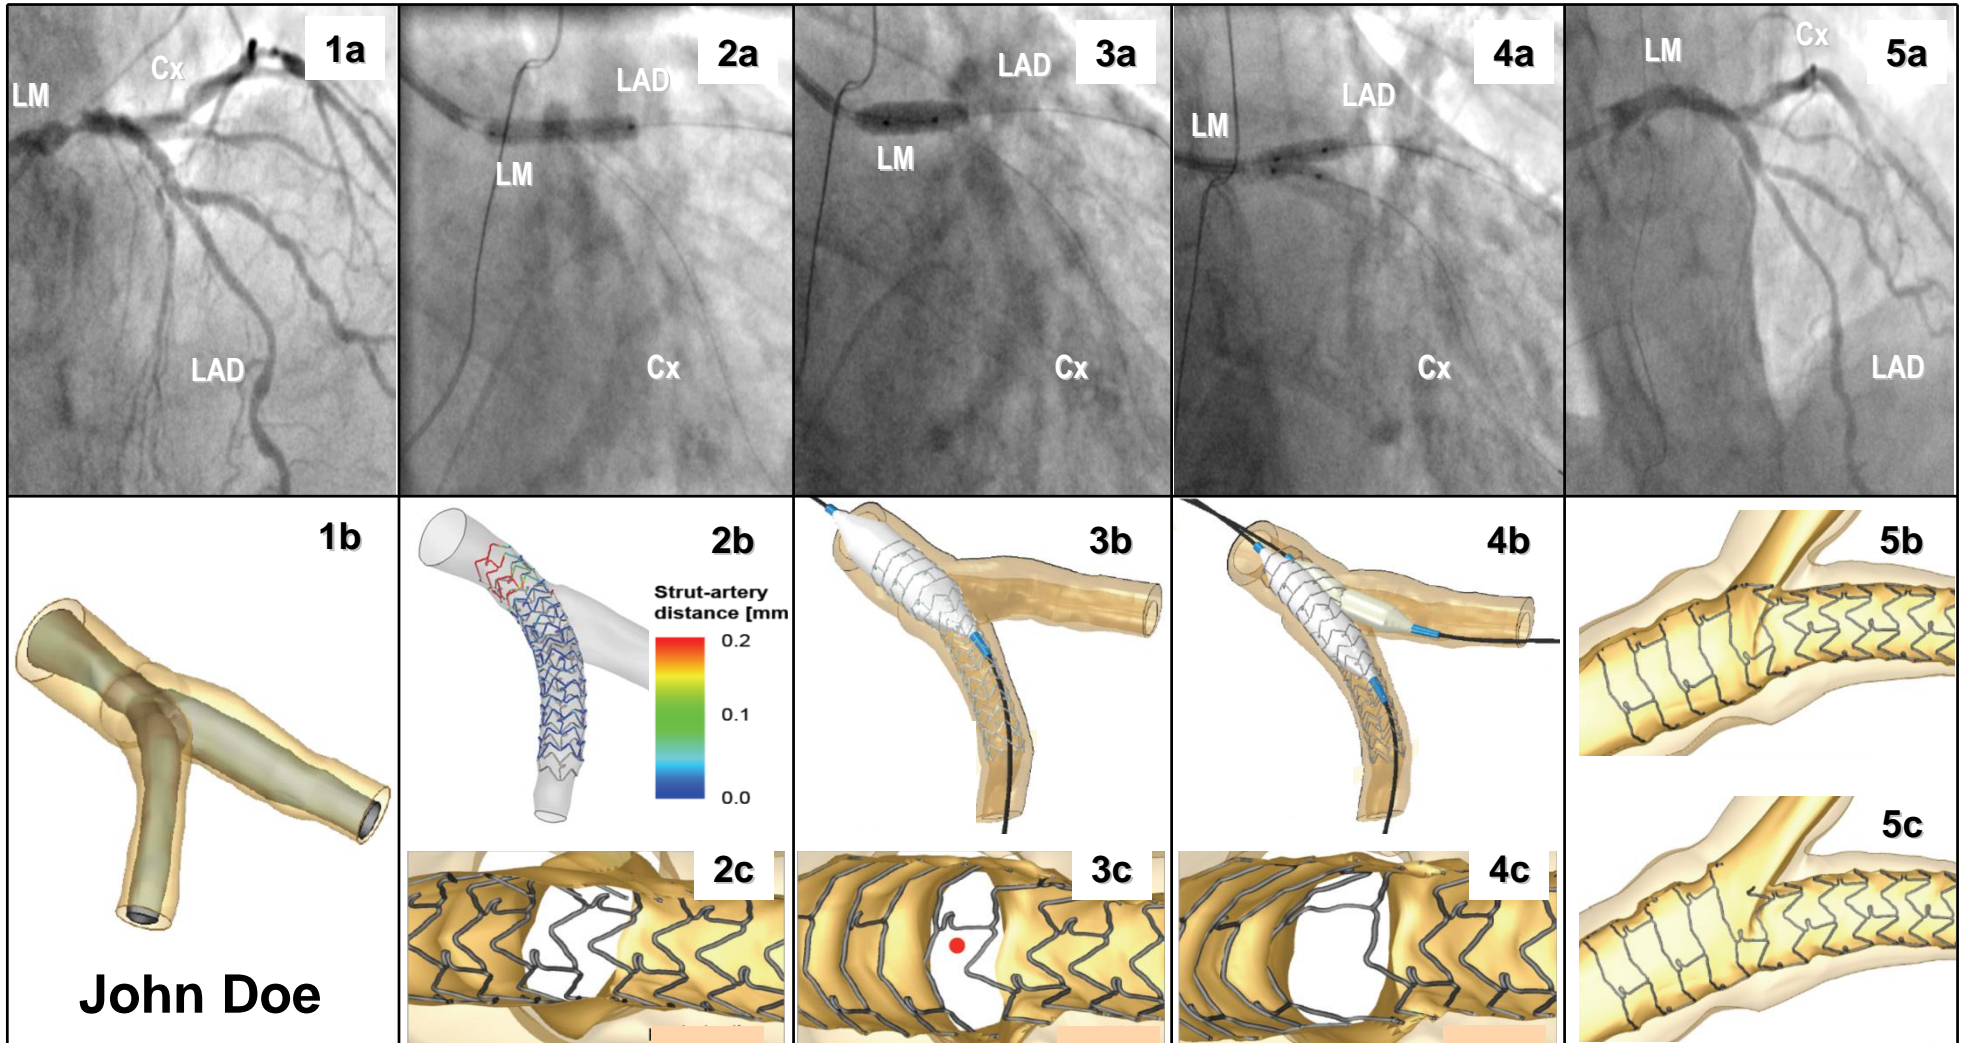 1a
Cx
LM
LAD
2a
LAD
LM
Cx
3a
LAD
LM
Cx
4a
LAD
LM
Cx
5a
Cx
LM
LAD
1b
John Doe
2b
Strut-artery
distance [mm
0.2
0.1
0.0
2c
3b
3c
4b
4c
5b
5c